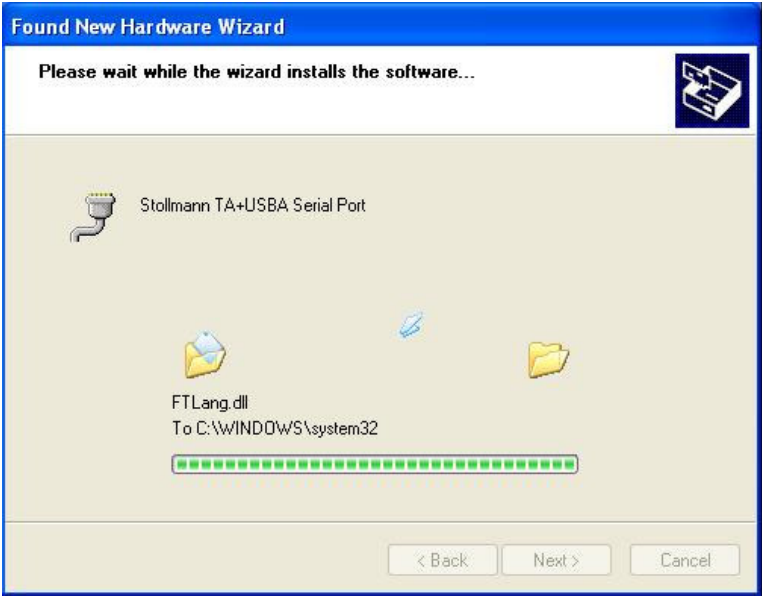 Found New Hardware Wizard
Please wait while the wizard installs the software...
Stollmann TA+USBA Serial Port
FTLang.dll
To C:\WINDOWS\system32
< Back
Next >
Cancel